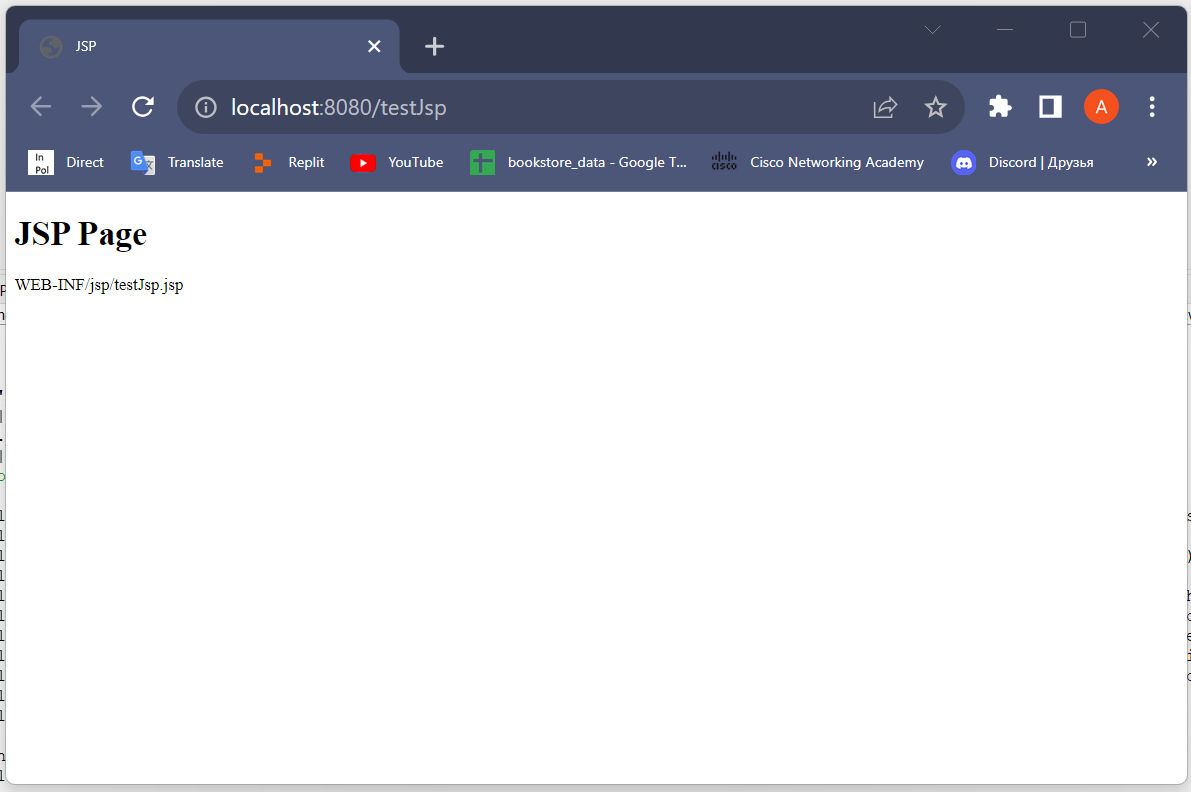 JSP
localhost:8080/testJsp
A
In
Pol
Direct
G
Translate
Replit
YouTube
bookstore_data - Google T...
CISCO
Cisco Networking Academy
Discord | Друзья
»
JSP Page
WEB-INF/jsp/testJsp.jsp